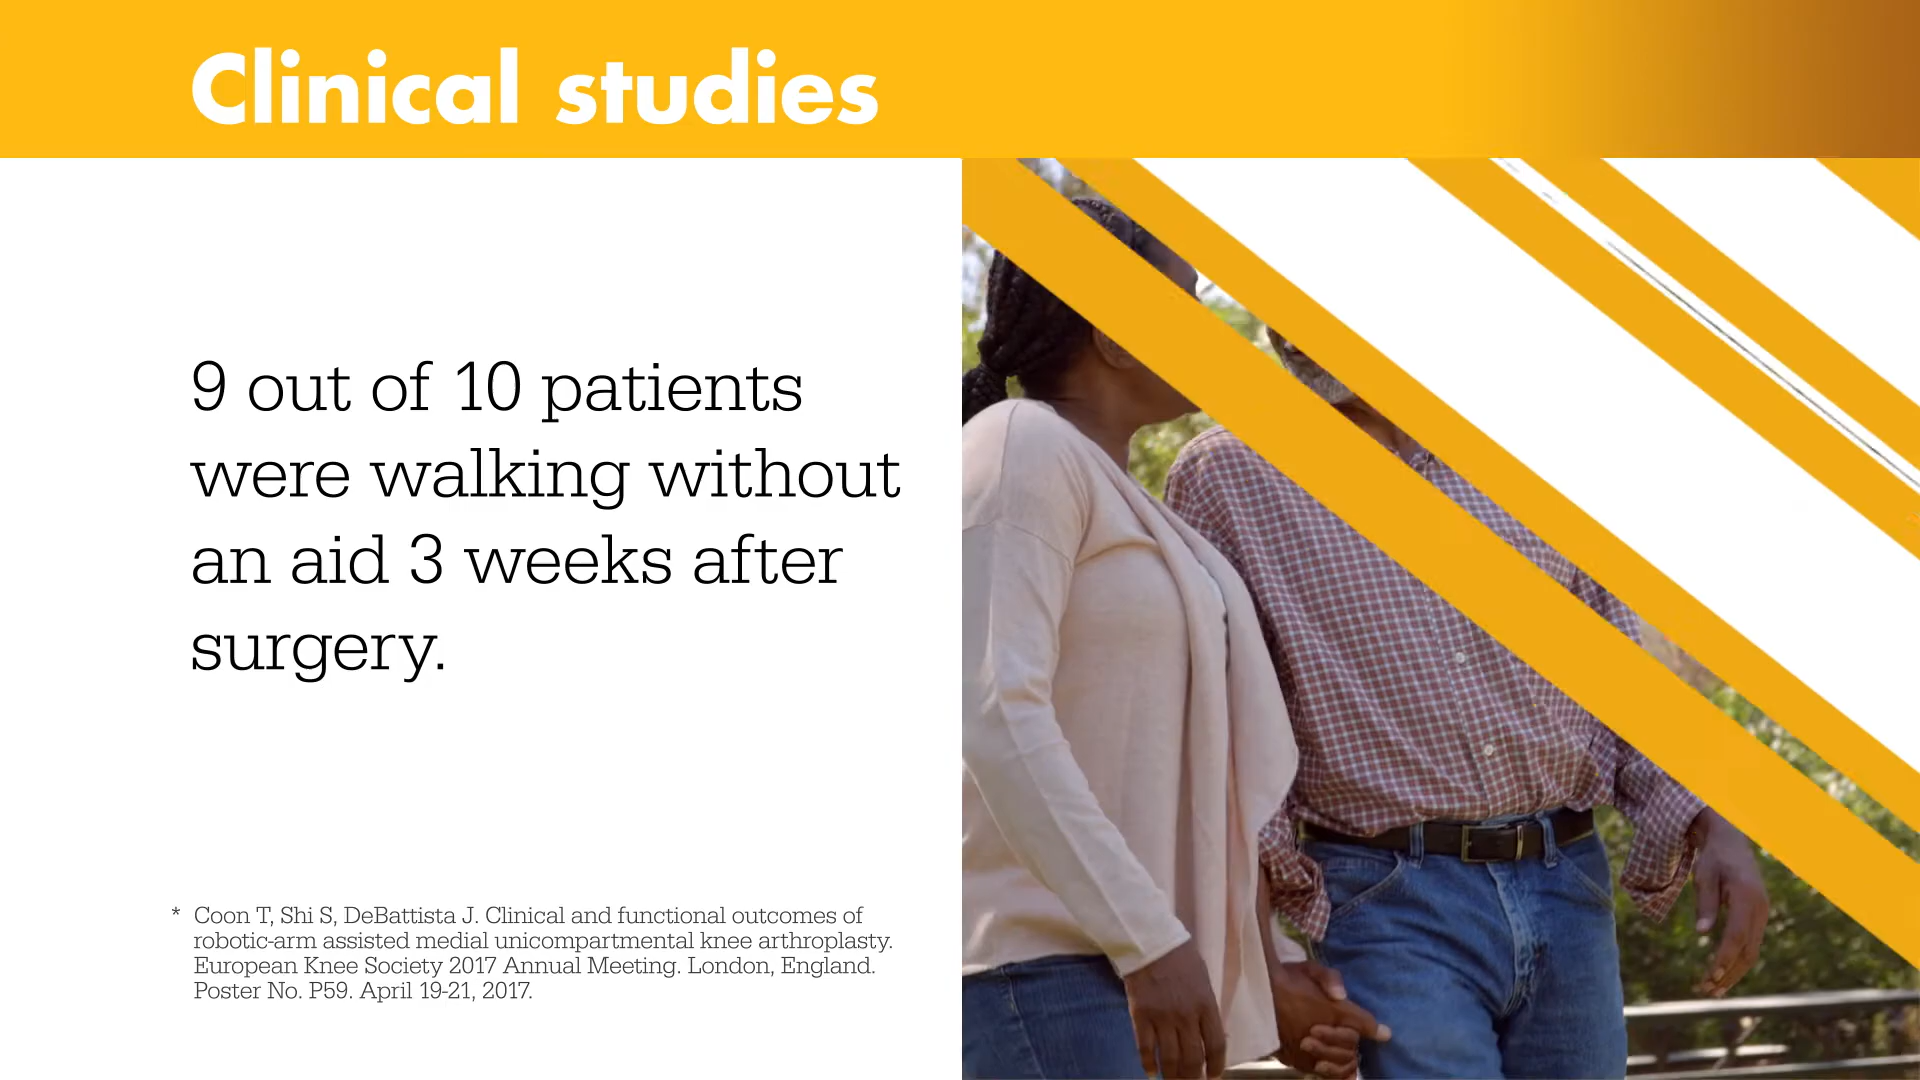 Clinical studies
9 out of 10 patients
were walking without
an aid 3 weeks after
surgery.
* Coon T, Shi S, DeBattista J. Clinical and functional outcomes of
robotic-arm assisted medial unicompartmental knee arthroplasty.
European Knee Society 2017 Annual Meeting. London, England.
Poster No. P59. April 19-21, 2017.